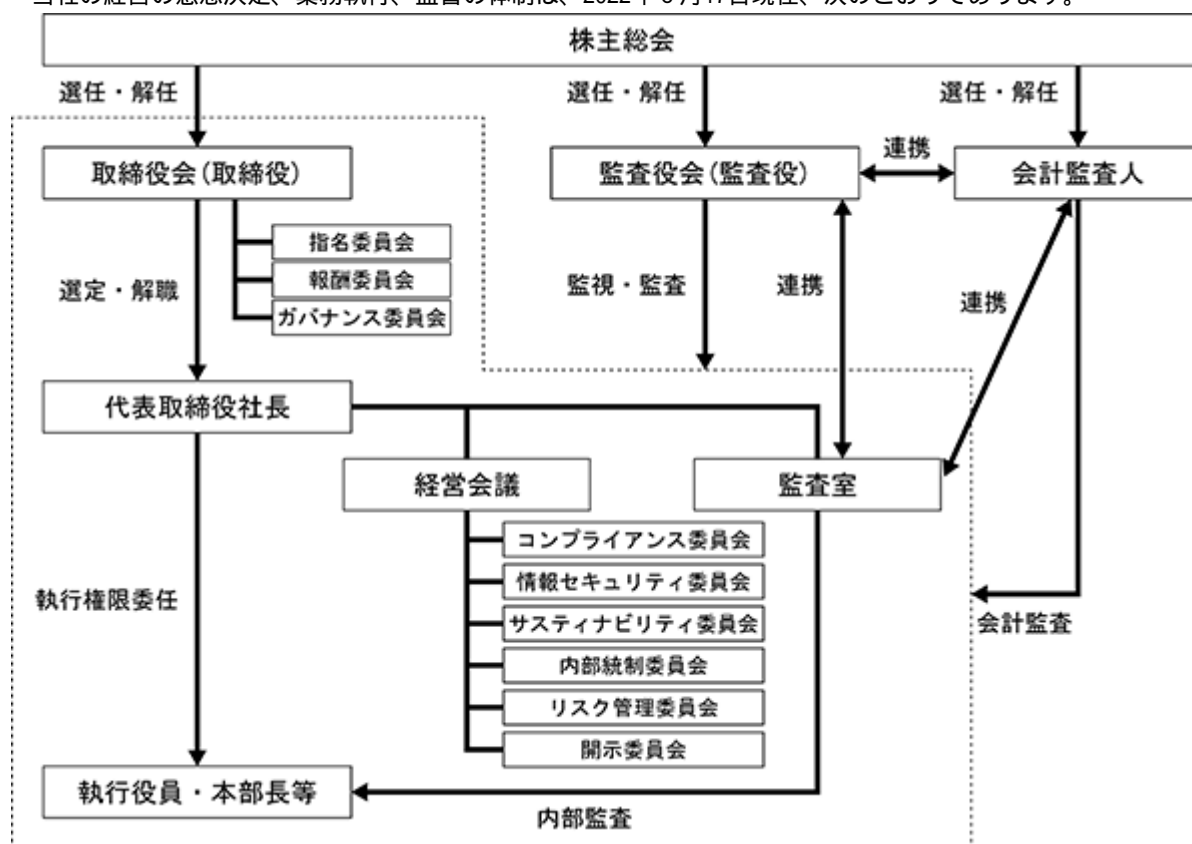 株主総会
選任・解任
選任・解任
選任・解任
取締役会(取締役)
監査役会(監査役)
連携
会計監査人
指名委員会
報酬委員会
ガバナンス委員会
選定・解職
監視・監査
連携
連携
代表取締役社長
経営会議
監査室
コンプライアンス委員会
情報セキュリティ委員会
サスティナビリティ委員会
内部統制委員会
リスク管理委員会
開示委員会
執行権限委任
会計監査
執行役員・本部長等
内部監査